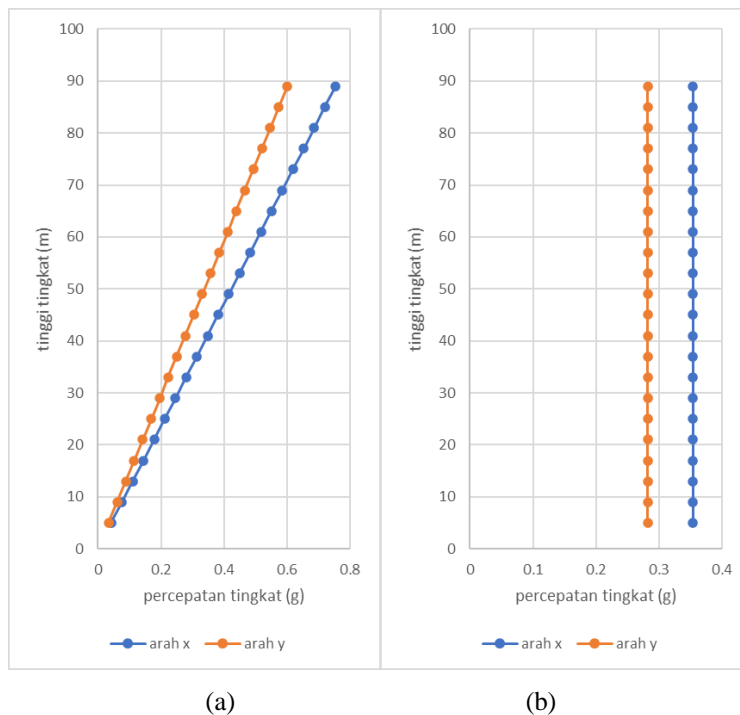 100
90
80
70
60
50
40
30
20
10
0
tinggi tingkat (m)
0 0.2 0.4 0.6 0.8
percepatan tingkat (g)
arah x arah y
(a)
100
90
80
70
60
50
40
30
20
10
0
tinggi tingkat (m)
0 0.1 0.2 0.3 0.4
percepatan tingkat (g)
arah x arah y
(b)